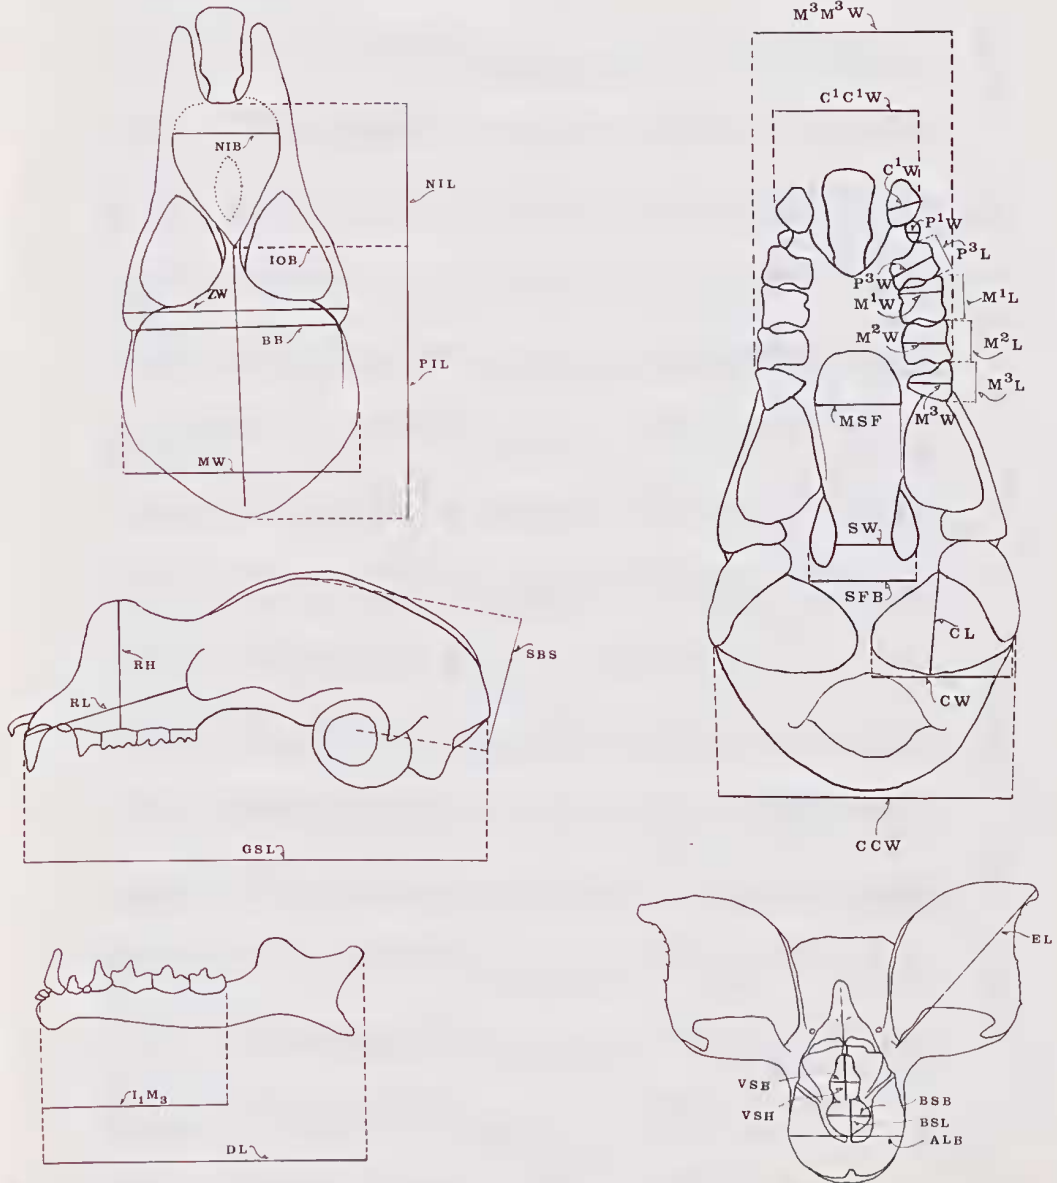 NIB
NIL
IOB
ZW
BB
PIL
MW
M³M³W
C¹C¹W
C¹W
P¹W
P³L
P³W
M¹W
M¹L
M²W
M²L
M³L
M³W
MSF
SW
SFB
CL
CW
CCW
RH
RL
SBS
GSL
I₁M₃
DL
EL
VSB
VSH
BSB
BSL
ALB